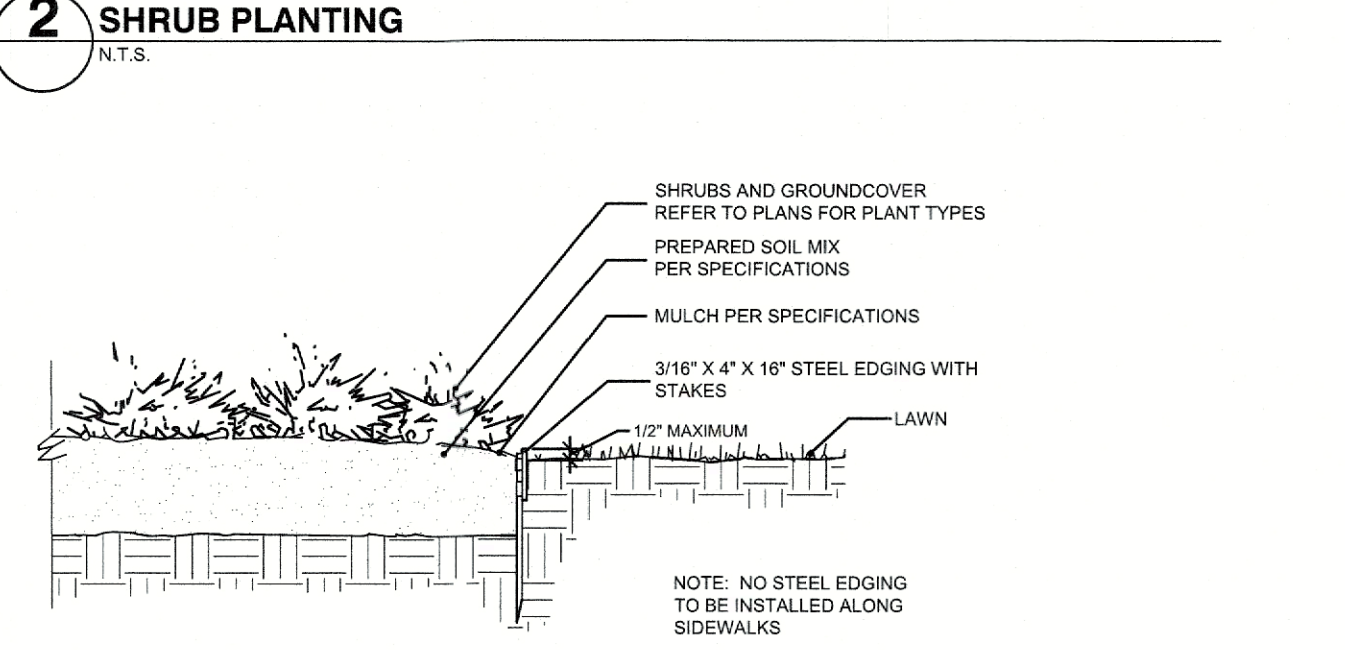 2
SHRUB PLANTING
N.T.S.
SHRUBS AND GROUNDCOVER
REFER TO PLANS FOR PLANT TYPES
PREPARED SOIL MIX
PER SPECIFICATIONS
MULCH PER SPECIFICATIONS
3/16" X 4" X 16" STEEL EDGING WITH
STAKES
1/2" MAXIMUM
LAWN
NOTE: NO STEEL EDGING
TO BE INSTALLED ALONG
SIDEWALKS